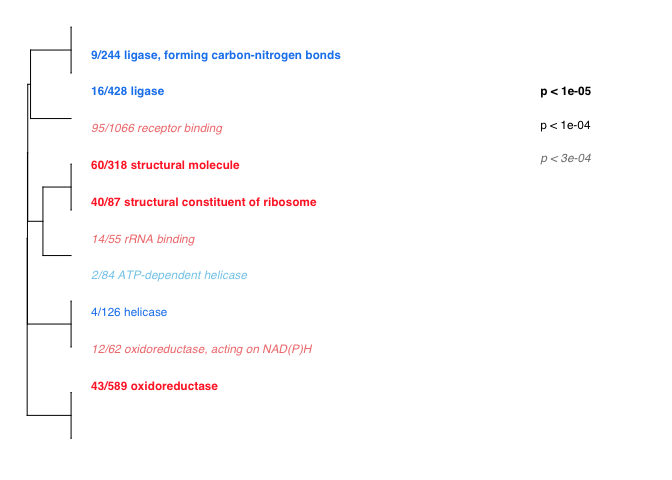 9/244 ligase, forming carbon-nitrogen bonds
16/428 ligase
95/1066 receptor binding
60/318 structural molecule
40/87 structural constituent of ribosome
14/55 rRNA binding
2/84 ATP-dependent helicase
4/126 helicase
12/62 oxidoreductase, acting on NAD(P)H
43/589 oxidoreductase
p < 1e-05
p < 1e-04
p < 3e-04